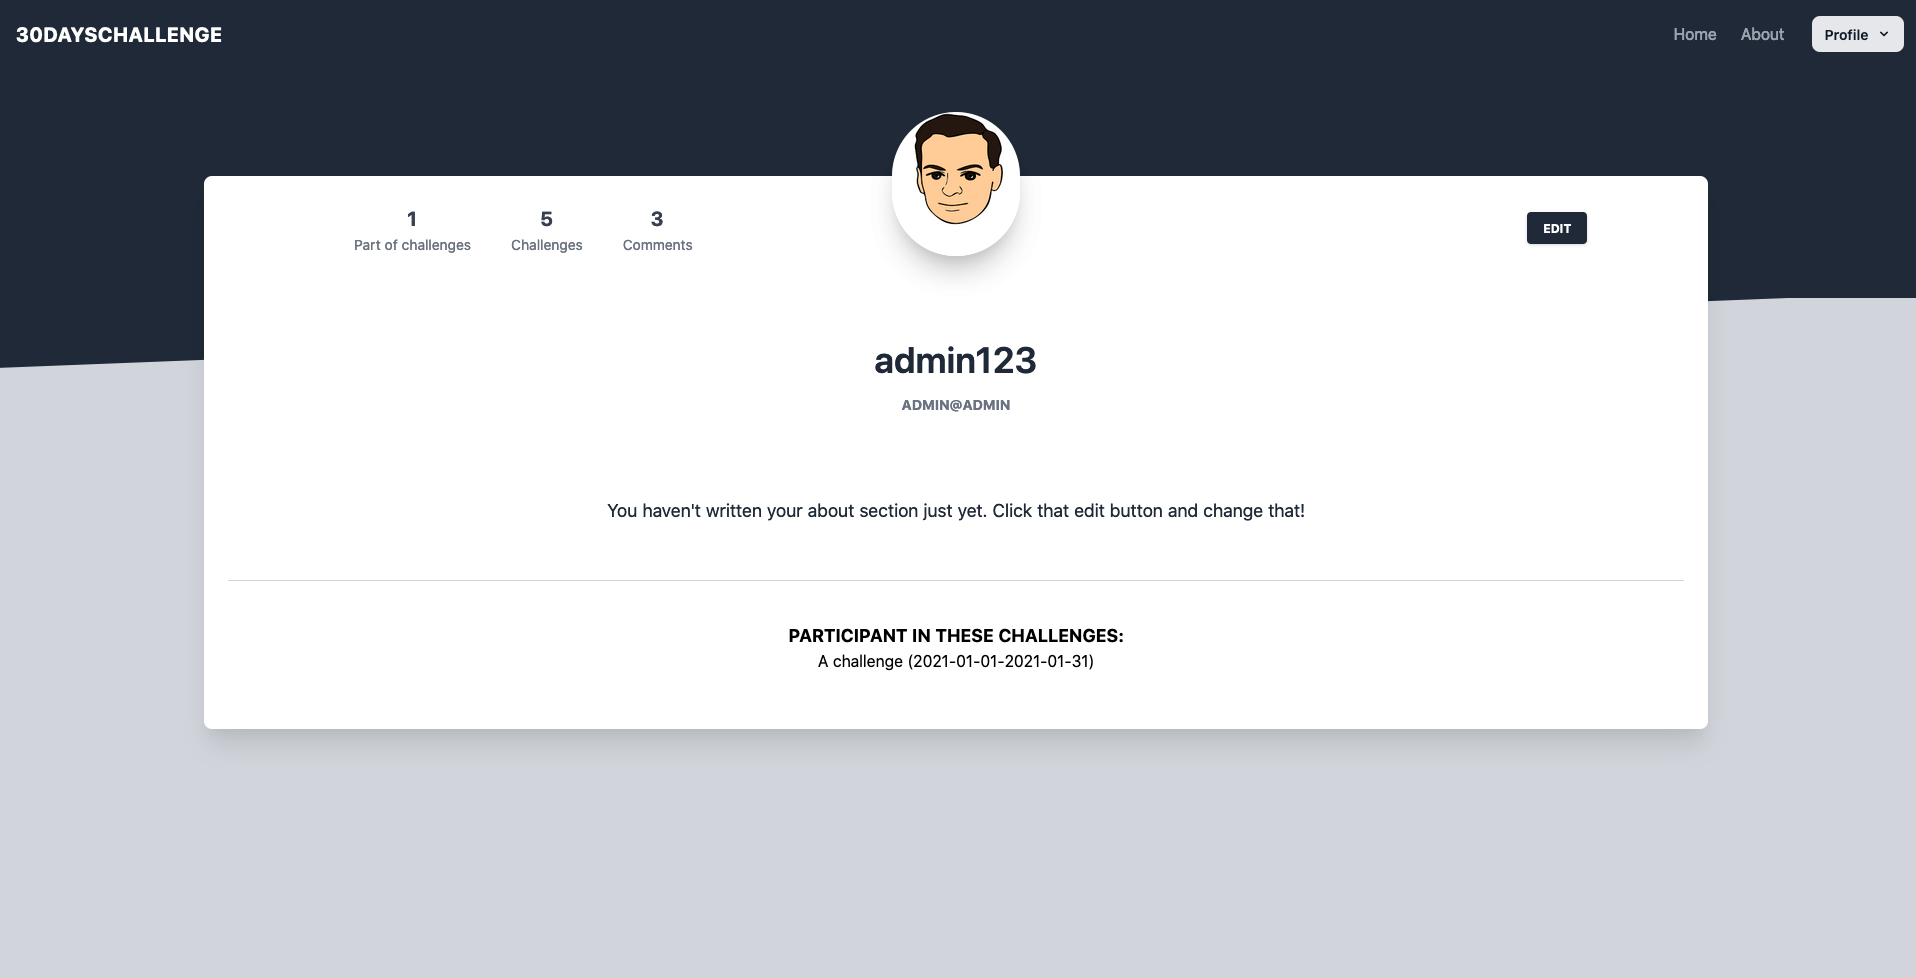 30DAYSCHALLENGE
Home About Profile
1 5 3
Part of challenges Challenges Comments
EDIT
admin123
ADMIN@ADMIN
You haven't written your about section just yet. Click that edit button and change that!
PARTICIPANT IN THESE CHALLENGES:
A challenge (2021-01-01-2021-01-31)